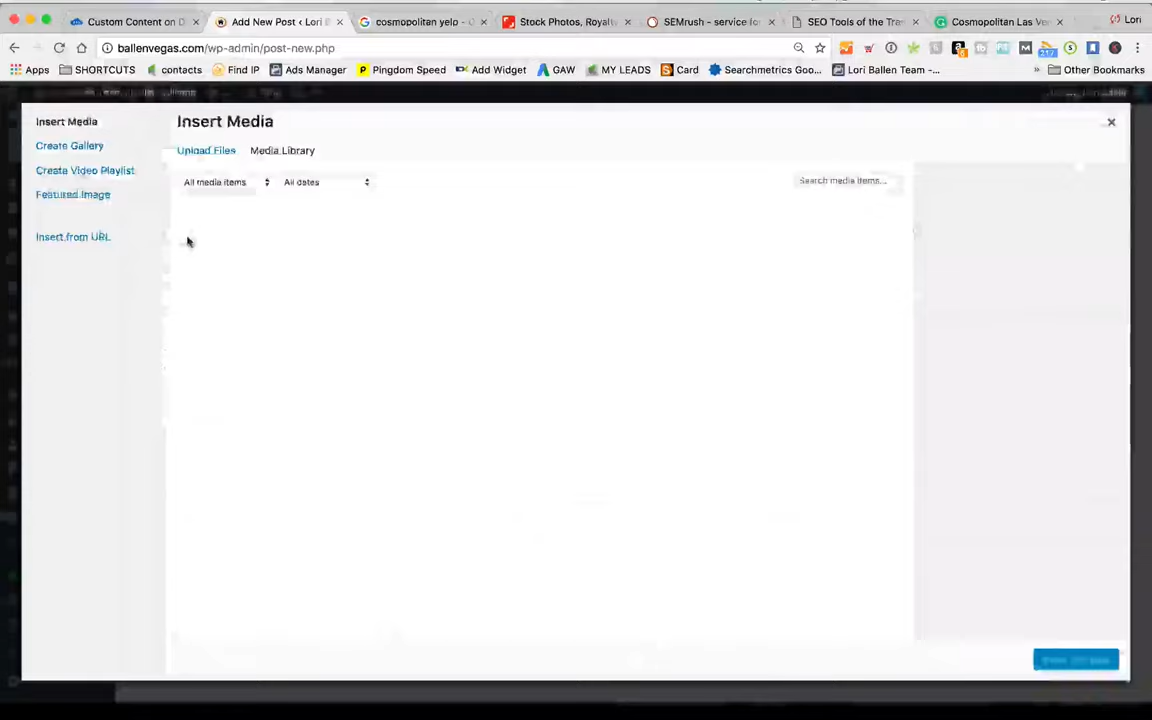 Custom Content on D
Add New Post ‹ Lori B
cosmopolitan yelp - G
Stock Photos, Royalty
SEMrush - service for
SEO Tools of the Tra
Cosmopolitan Las Ve
Lori
ballenvegas.com/wp-admin/post-new.php
217
Apps
SHORTCUTS
contacts
Find IP
Ads Manager
Pingdom Speed
Add Widget
GAW
MY LEADS
Card
Searchmetrics Goo...
Lori Ballen Team -...
»
Other Bookmarks
Insert Media
Create Gallery
Create Video Playlist
Featured Image
Insert from URL
Insert Media
Upload Files
Media Library
All media items
All dates
Search media items...